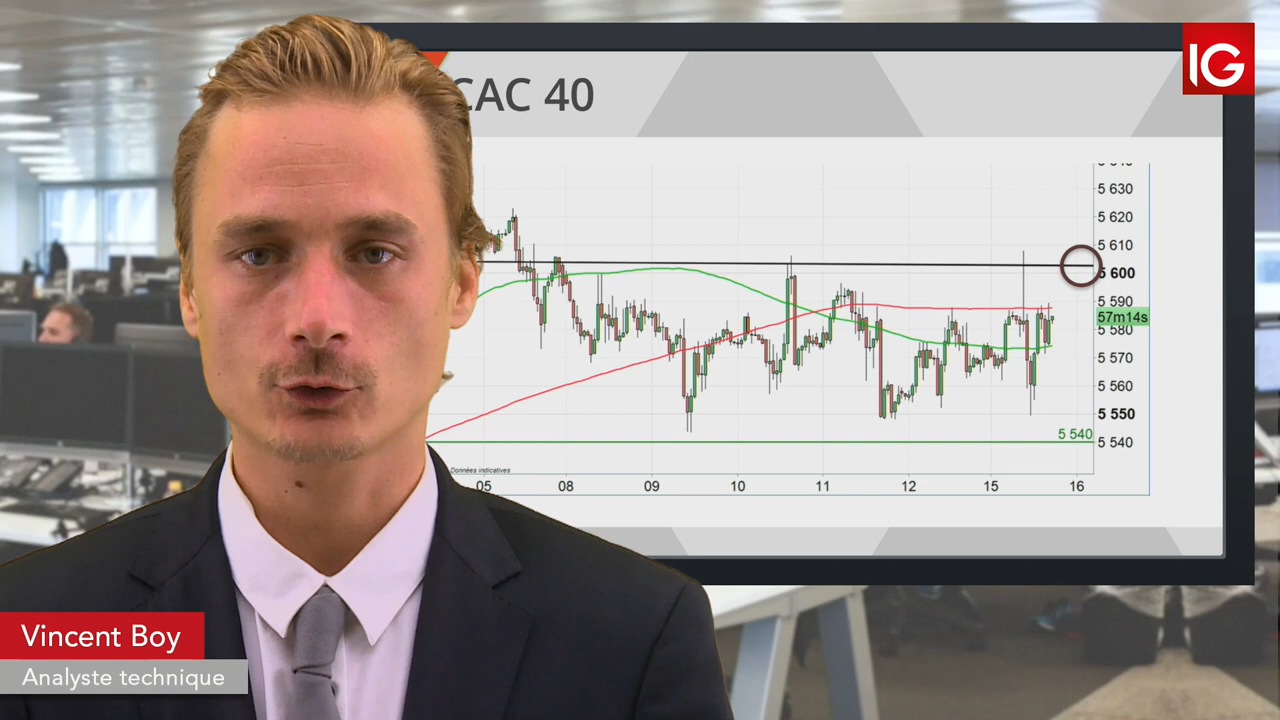 IG
CAC 40
5 630
5 620
5 610
5 600
5 590
57m14s
5 580
5 570
5 560
5 550
5 540
5 540
Données indicatives
05 08 09 10 11 12 15 16
Vincent Boy
Analyste technique